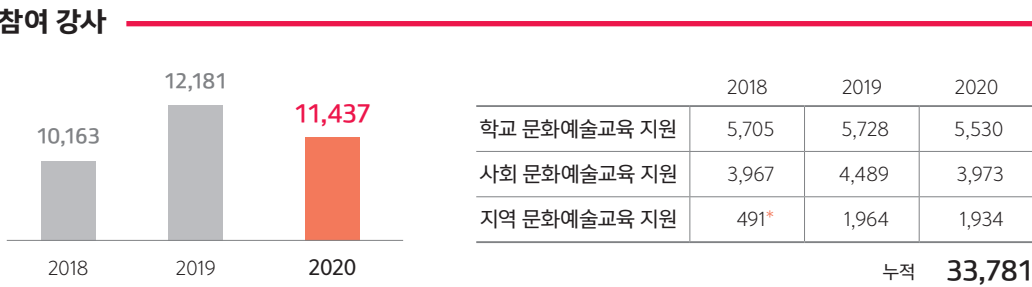 참여 강사
12,181
11,437
10,163
2018 2019 2020
2018 2019 2020
학교 문화예술교육 지원 5,705 5,728 5,530
사회 문화예술교육 지원 3,967 4,489 3,973
지역 문화예술교육 지원 491* 1,964 1,934
누적 33,781